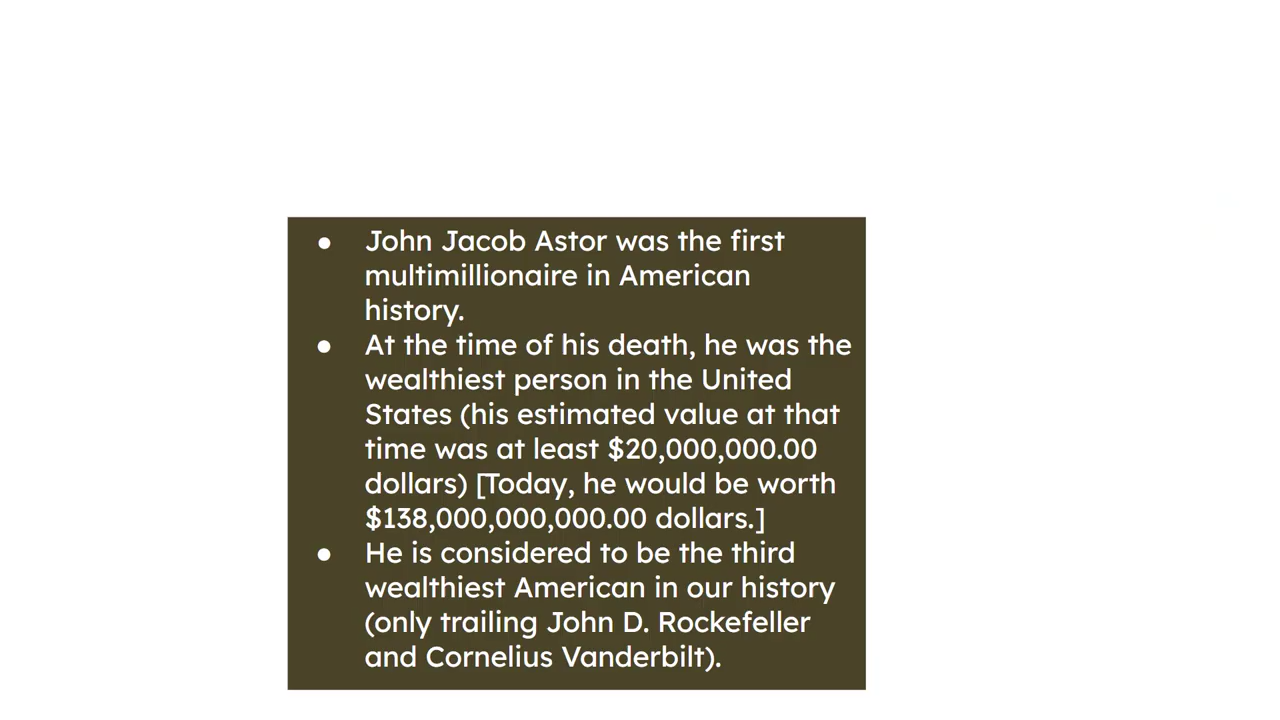 ● John Jacob Astor was the first
multimillionaire in American
history.
● At the time of his death, he was the
wealthiest person in the United
States (his estimated value at that
time was at least $20,000,000.00
dollars) [Today, he would be worth
$138,000,000,000.00 dollars.]
● He is considered to be the third
wealthiest American in our history
(only trailing John D. Rockefeller
and Cornelius Vanderbilt).